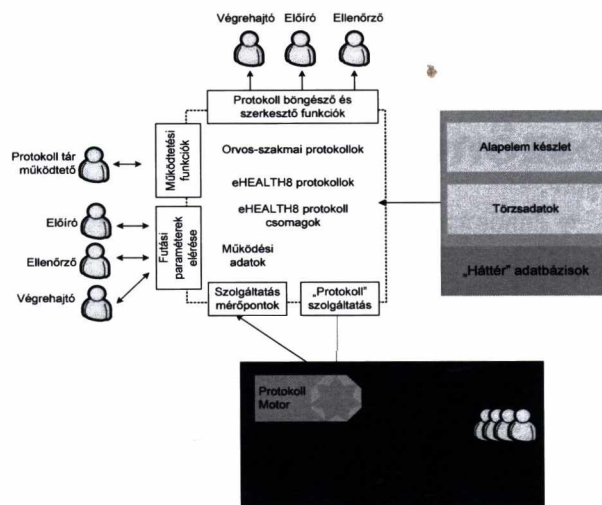 Végrehajtó
Előíró
Ellenőrző
Protokoll böngésző és
szerkesztő funkciók
Protokoll tár
működtető
Működtetési
funkciók
Orvos-szakmai protokollok
eHEALTH8 protokollok
eHEALTH8 protokoll
csomagok
Működési
adatok
Előíró
Ellenőrző
Végrehajtó
Futási
paraméterek
elérése
Szolgáltatás
mérőpontok
„Protokoll”
szolgáltatás
Alapelem készlet
Törzsadatok
„Háttér” adatbázisok
Protokoll
Motor